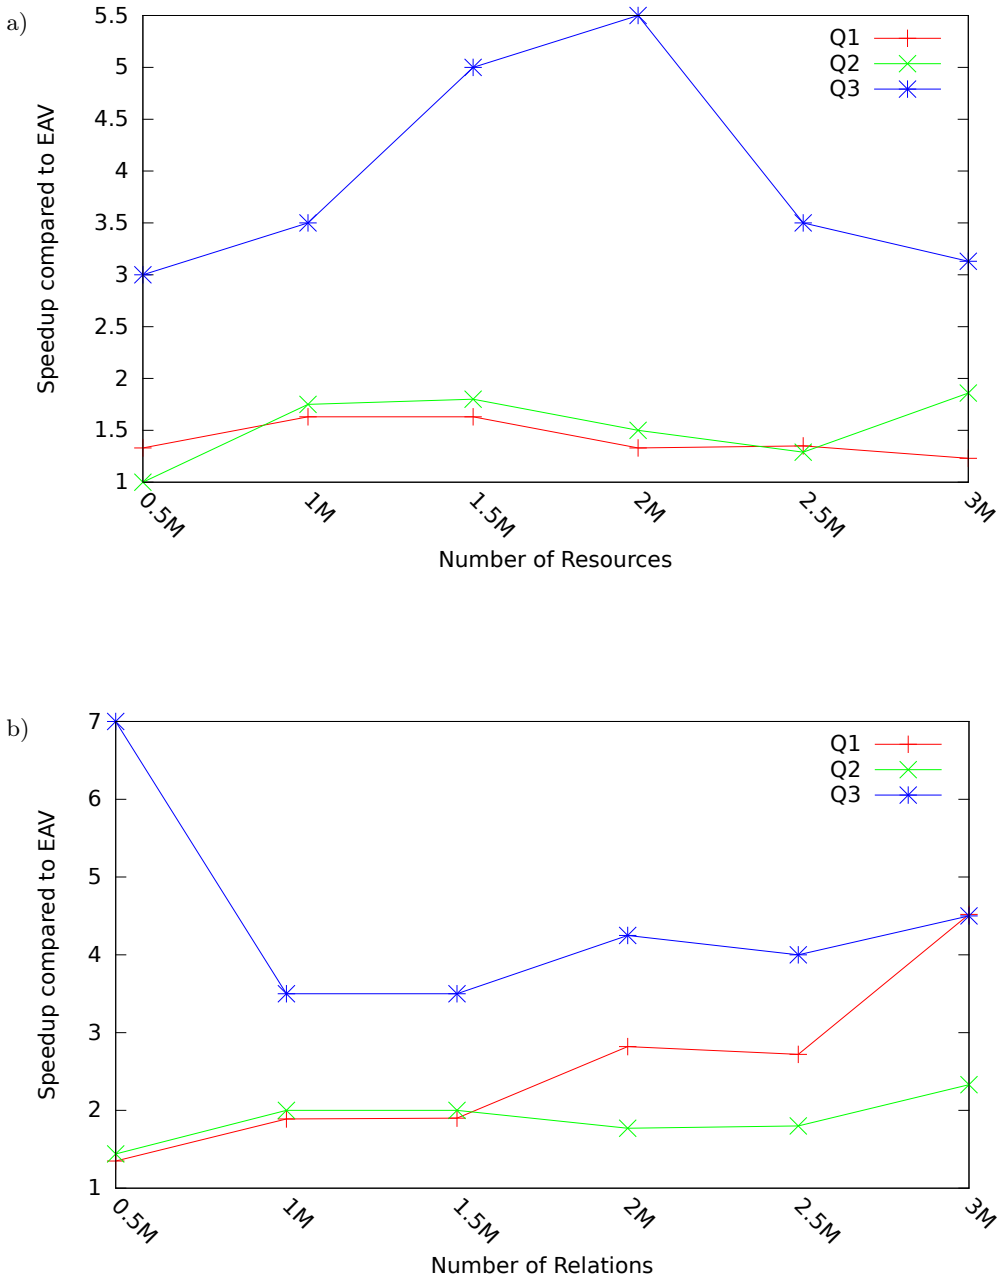 a)
5.5
5
4.5
4
3.5
3
2.5
2
1.5
1
Speedup compared to EAV
Q1
Q2
Q3
0.5M 1M 1.5M 2M 2.5M 3M
Number of Resources
b)
7
6
5
4
3
2
1
Speedup compared to EAV
Q1
Q2
Q3
0.5M 1M 1.5M 2M 2.5M 3M
Number of Relations